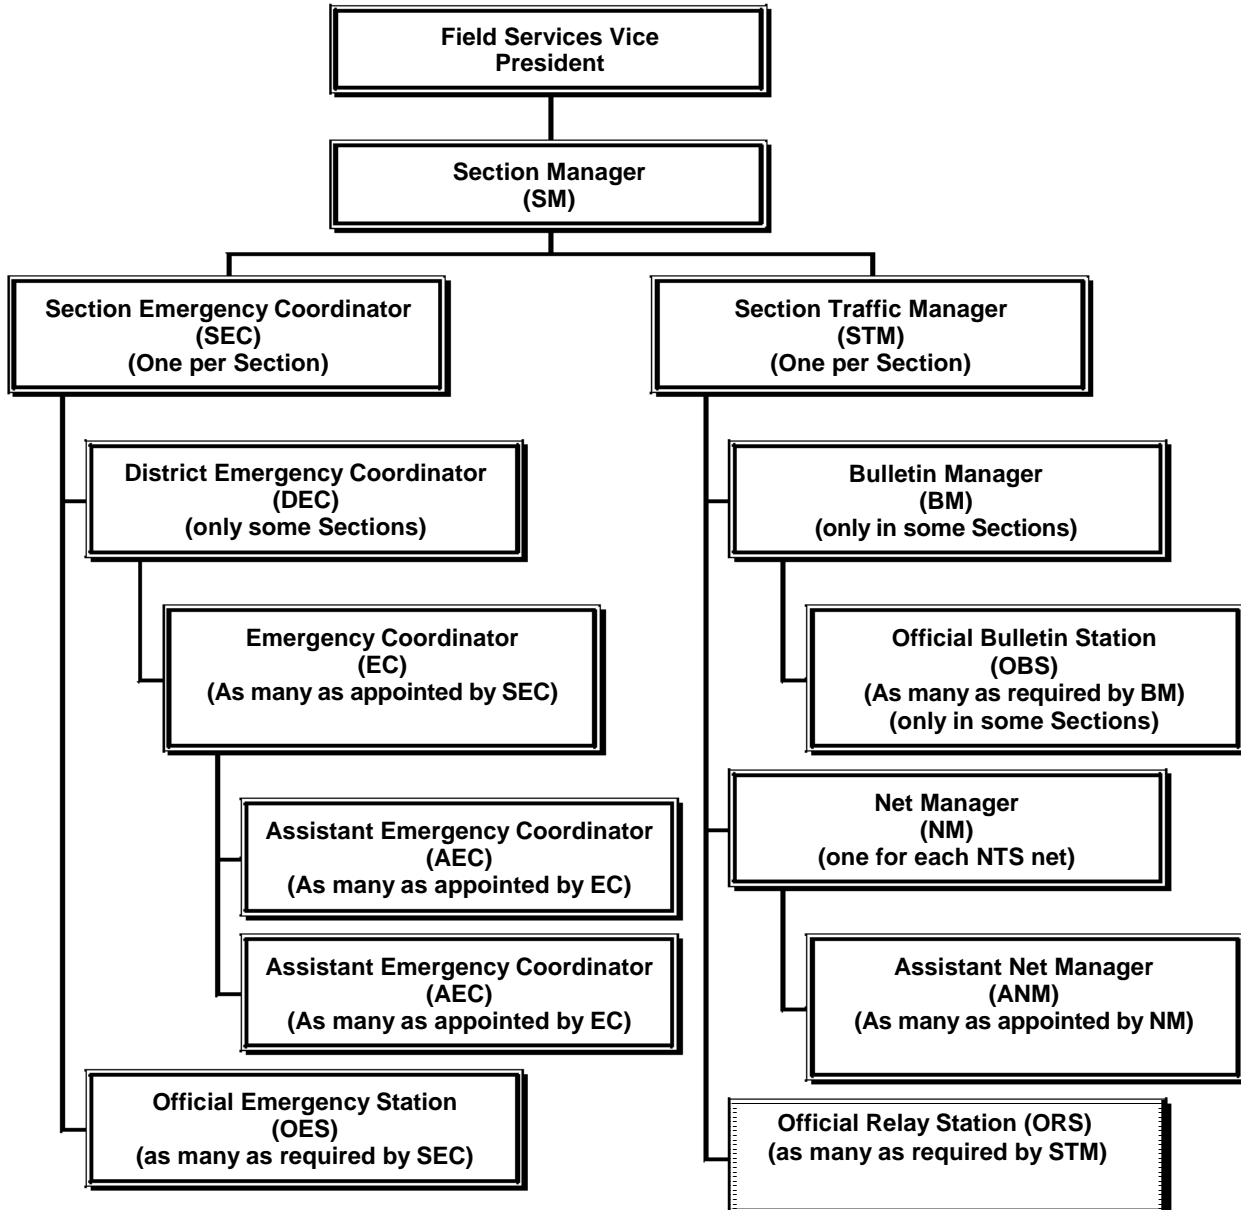 Field Services Vice
President
Section Manager
(SM)
Section Emergency Coordinator
(SEC)
(One per Section)
District Emergency Coordinator
(DEC)
(only some Sections)
Emergency Coordinator
(EC)
(As many as appointed by SEC)
Assistant Emergency Coordinator
(AEC)
(As many as appointed by EC)
Assistant Emergency Coordinator
(AEC)
(As many as appointed by EC)
Official Emergency Station
(OES)
(as many as required by SEC)
Section Traffic Manager
(STM)
(One per Section)
Bulletin Manager
(BM)
(only in some Sections)
Official Bulletin Station
(OBS)
(As many as required by BM)
(only in some Sections)
Net Manager
(NM)
(one for each NTS net)
Assistant Net Manager
(ANM)
(As many as appointed by NM)
Official Relay Station (ORS)
(as many as required by STM)